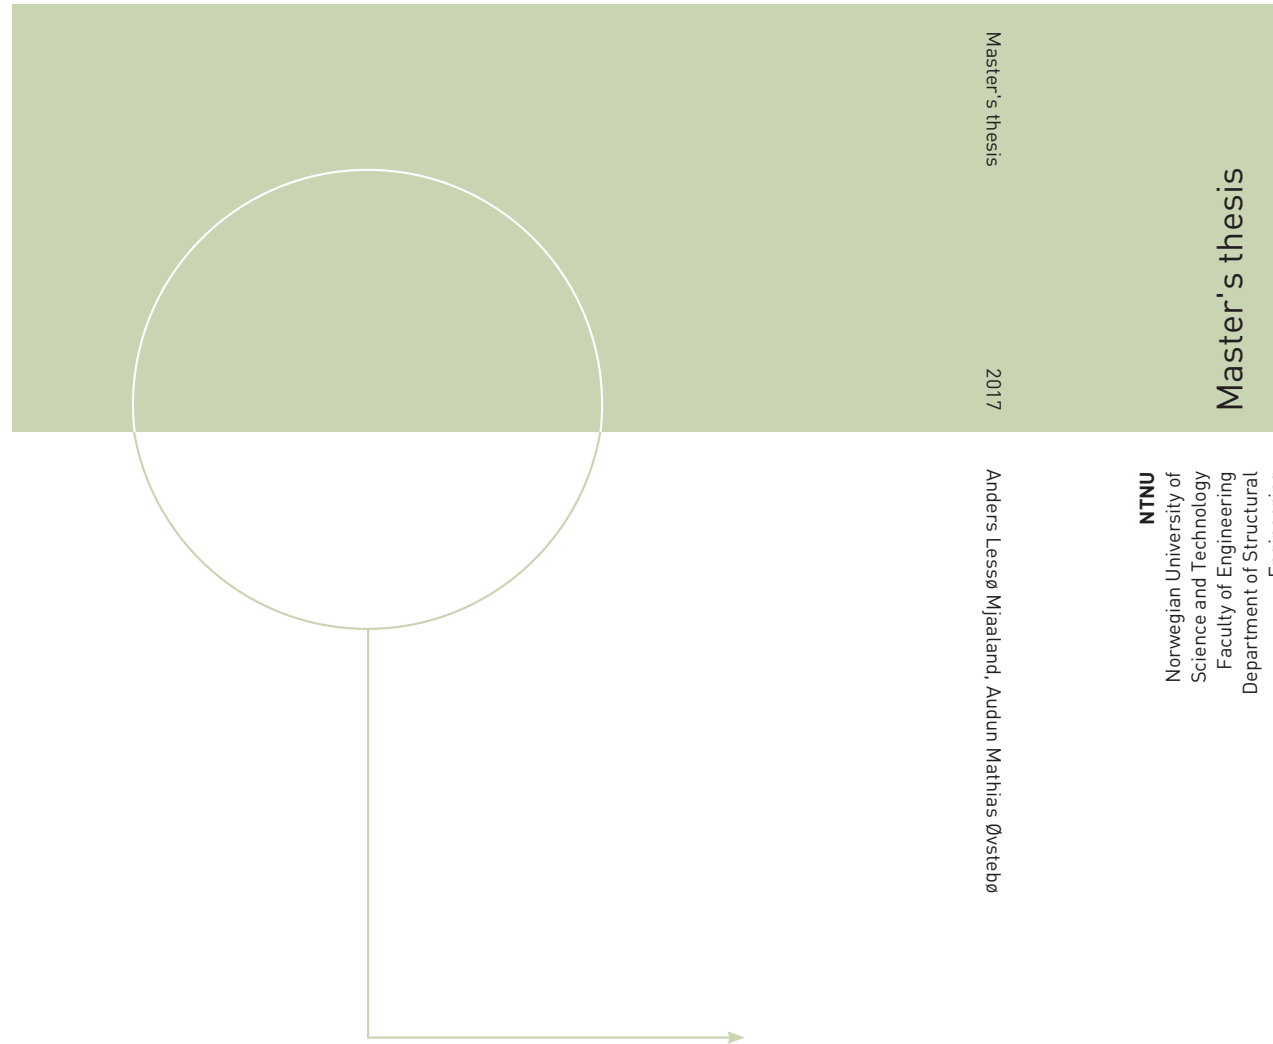 Master's thesis
2017
Anders Lessø Mjaaland, Audun Mathias Øvstebø
Master's thesis
NTNU
Norwegian University of
Science and Technology
Faculty of Engineering
Department of Structural